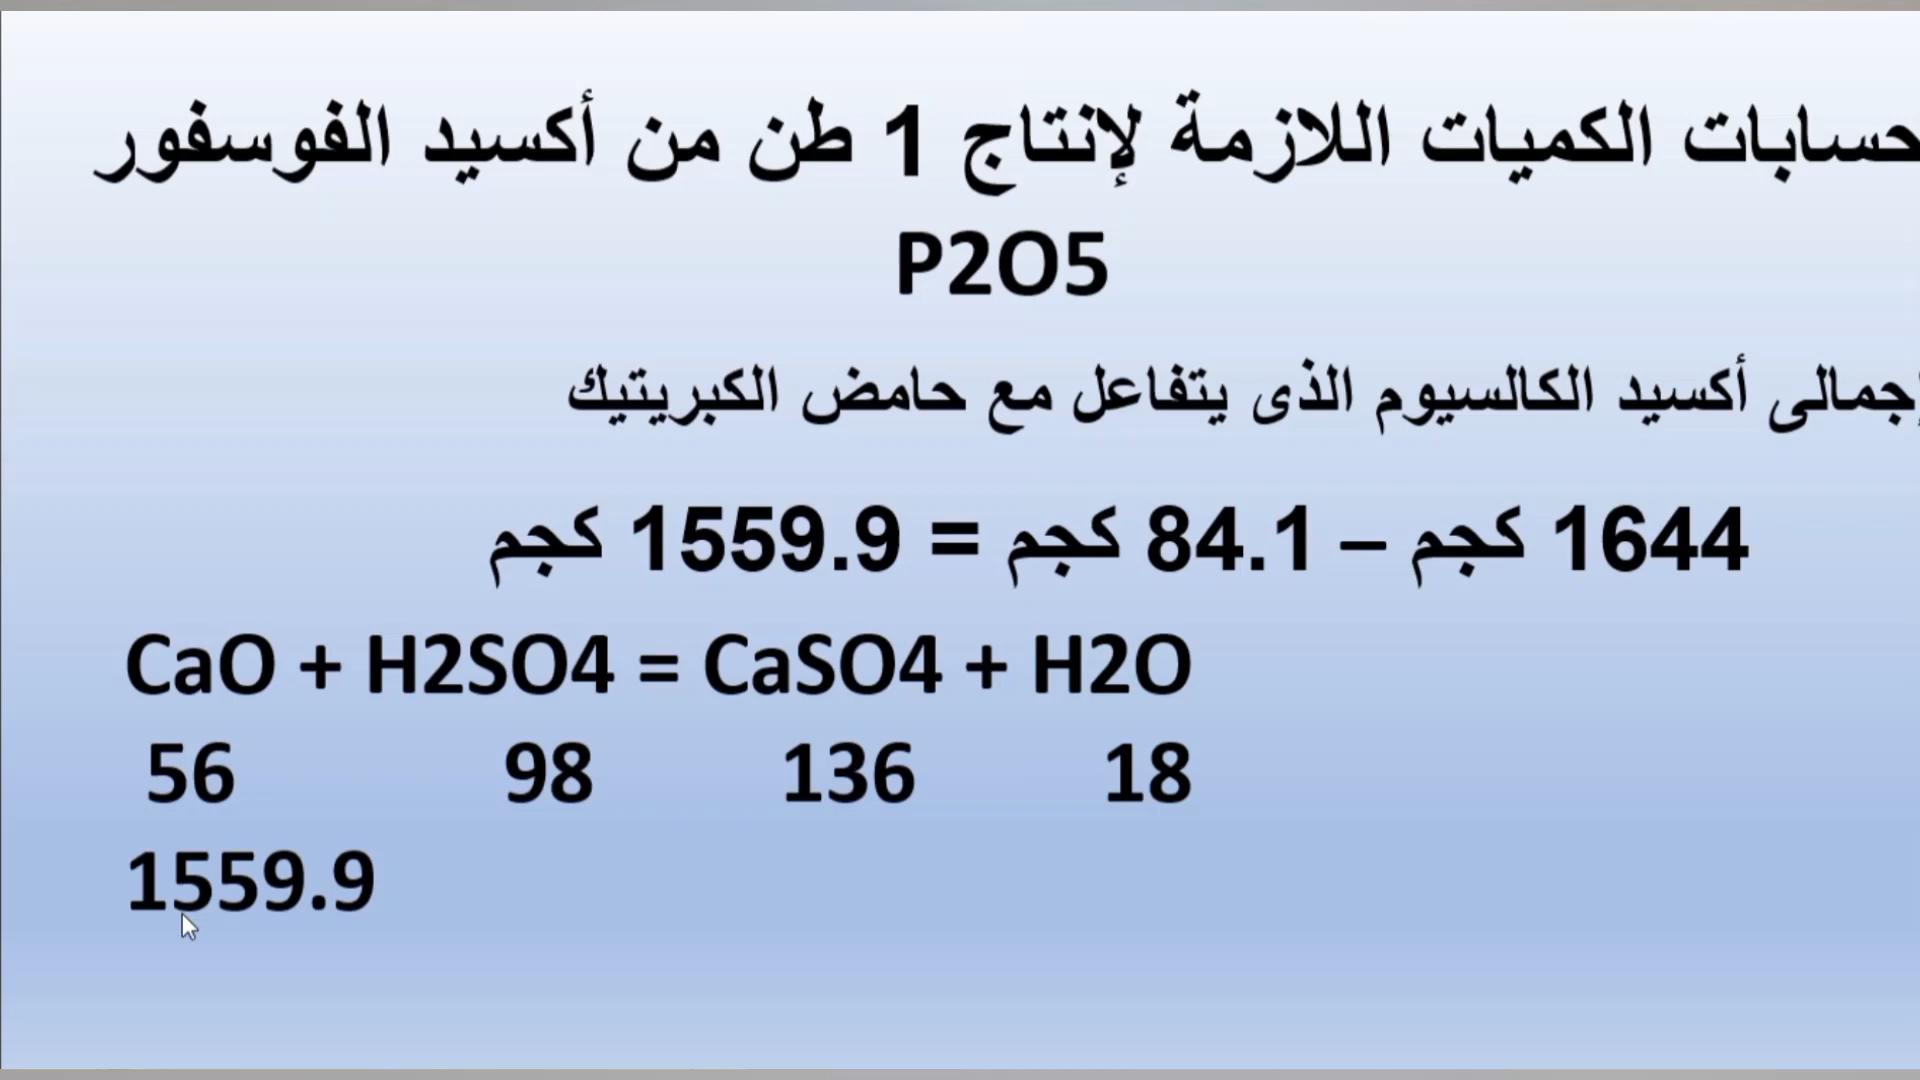 حسابات الكميات اللازمة لإنتاج 1 طن من أكسيد الفوسفور
P2O5
إجمالى أكسيد الكالسيوم الذى يتفاعل مع حامض الكبريتيك
1644 كجم – 84.1 كجم = 1559.9 كجم
CaO + H2SO4 = CaSO4 + H2O
56 98 136 18
1559.9